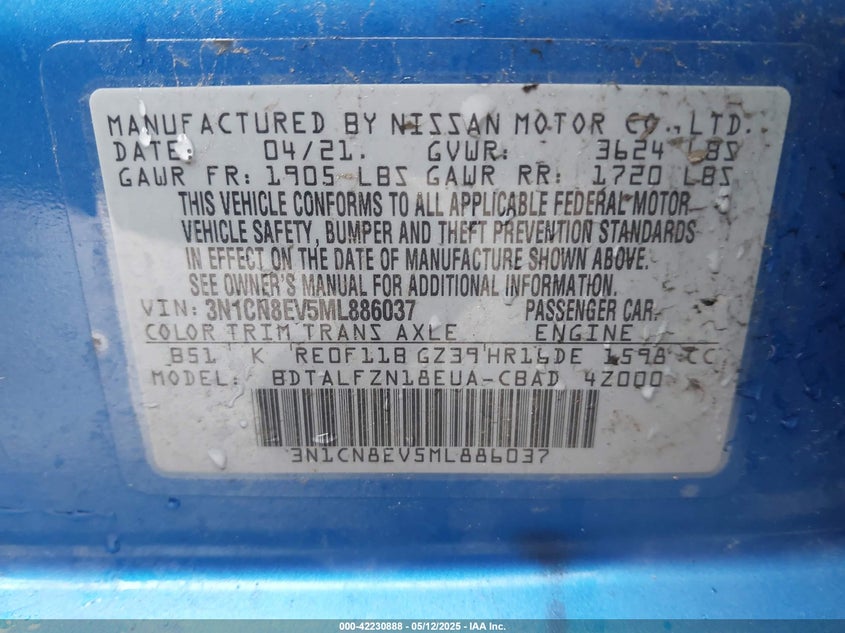 MANUFACTURED BY NISSAN MOTOR CO., LTD.
DATE: 04/21. GVWR: 3624 LBS
GAWR FR: 1905 LBS GAWR RR: 1720 LBS
THIS VEHICLE CONFORMS TO ALL APPLICABLE FEDERAL MOTOR
VEHICLE SAFETY, BUMPER AND THEFT PREVENTION STANDARDS
IN EFFECT ON THE DATE OF MANUFACTURE SHOWN ABOVE.
SEE OWNER'S MANUAL FOR ADDITIONAL INFORMATION.
VIN: 3N1CN8EV5ML886037 PASSENGER CAR
COLOR TRIM TRANS AXLE ENGINE
B51 K RE0F11B GZ39 HR16DE 1598 CC
MODEL: BDTALFZN18EUA-CBAD 4Z000
3N1CN8EV5ML886037
000-42230888 - 05/12/2025 - IAA Inc.